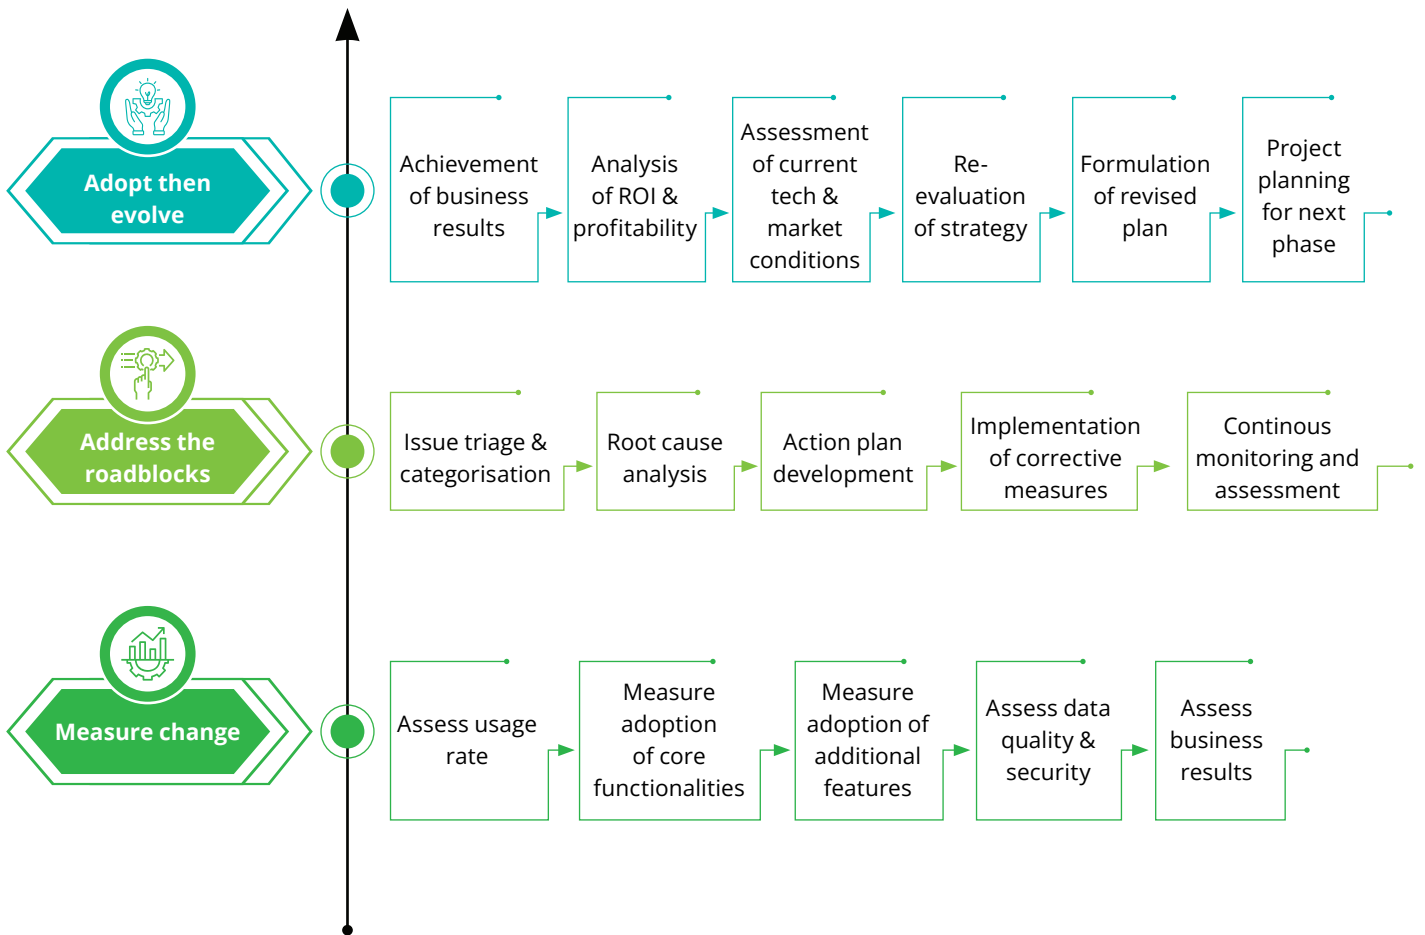 Adopt then
evolve
Achievement
of business
results
Analysis
of ROI &
profitability
Assessment
of current
tech &
market
conditions
Re-
evaluation
of strategy
Formulation
of revised
plan
Project
planning
for next
phase
Address the
roadblocks
Issue triage &
categorisation
Root cause
analysis
Action plan
development
Implementation
of corrective
measures
Continous
monitoring and
assessment
Measure change
Assess usage
rate
Measure
adoption
of core
functionalities
Measure
adoption of
additional
features
Assess data
quality &
security
Assess
business
results